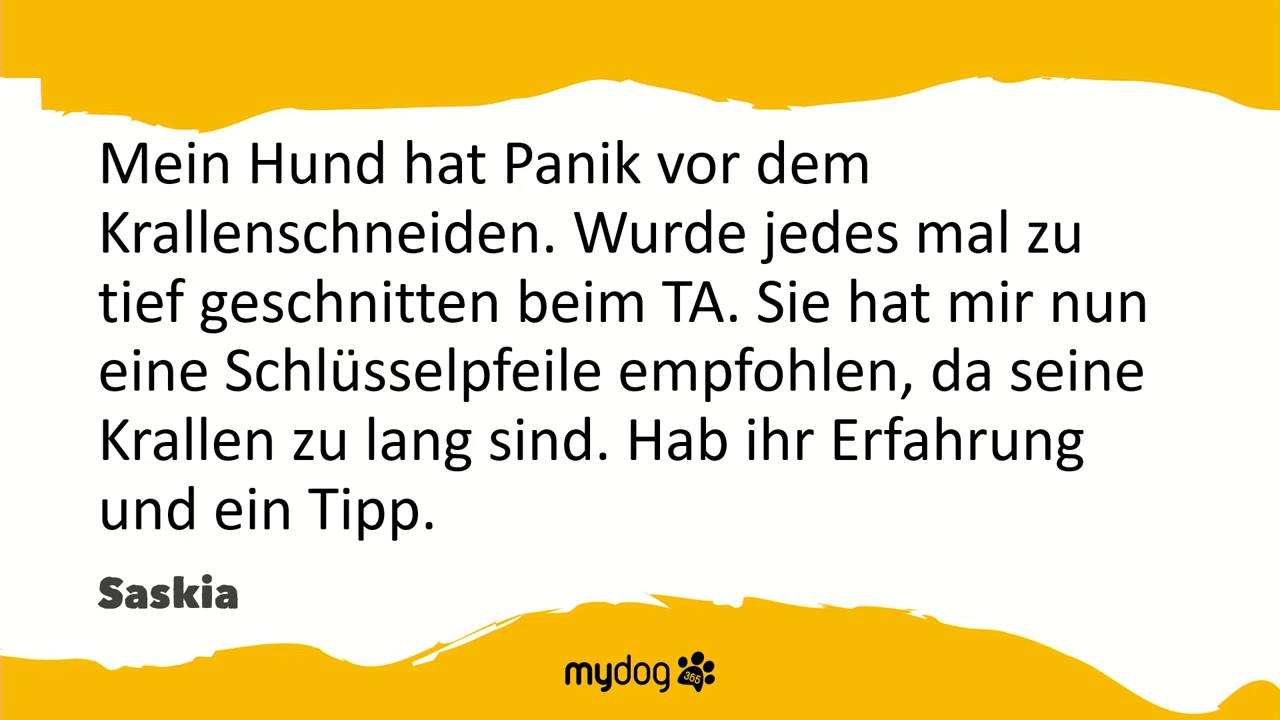 Mein Hund hat Panik vor dem
Krallenschneiden. Wurde jedes mal zu
tief geschnitten beim TA. Sie hat mir nun
eine Schlüsselpfeile empfohlen, da seine
Krallen zu lang sind. Hab ihr Erfahrung
und ein Tipp.
Saskia
mydog 365